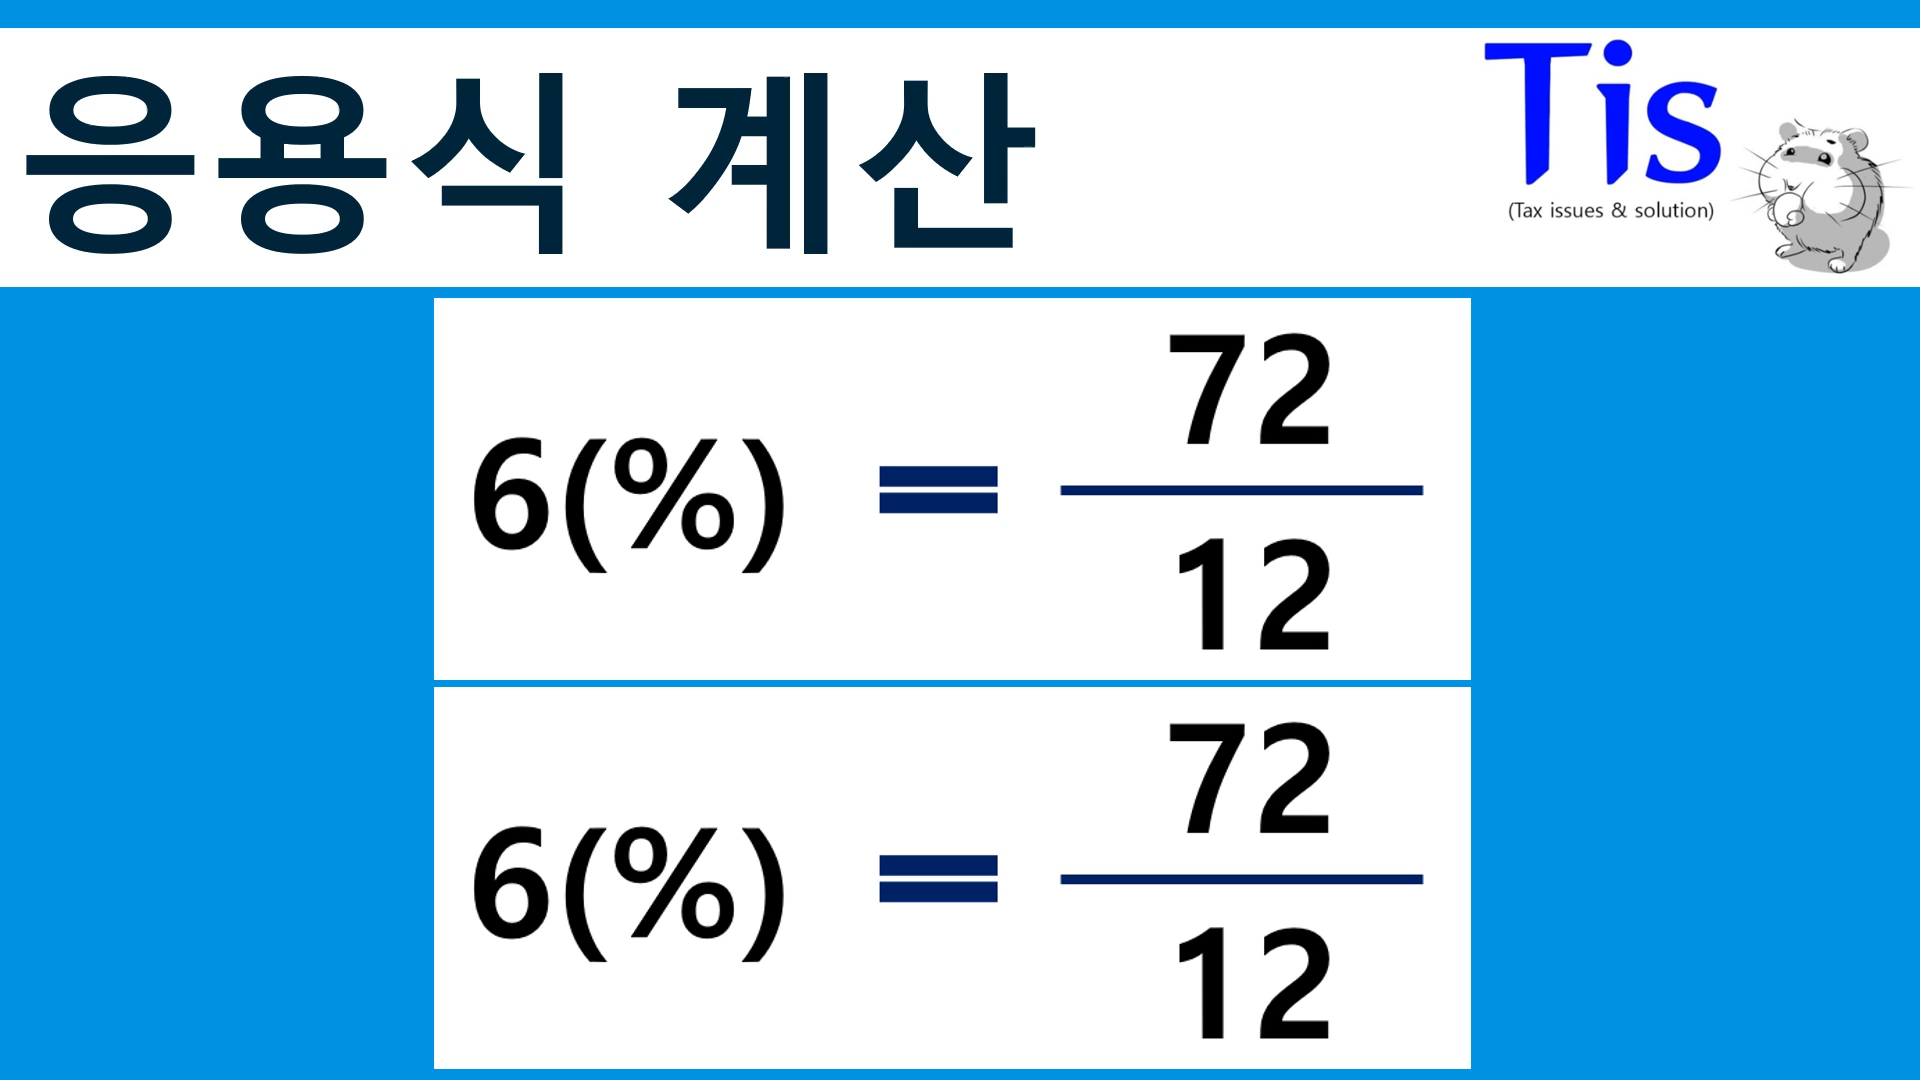 응용식 계산
Tis
(Tax issues & solution)
6(%) = 72
12
6(%) = 72
12